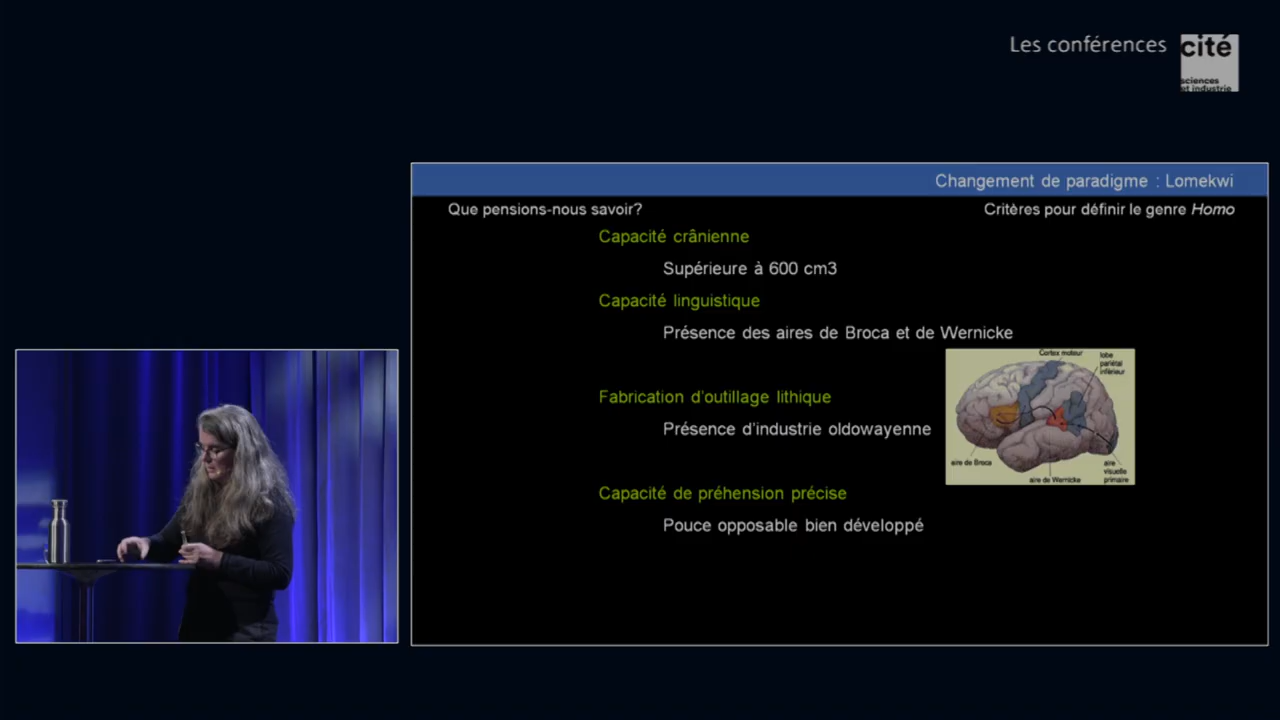 Les conférences
cité
sciences
et industrie
Changement de paradigme : Lomekwi
Que pensions-nous savoir?
Critères pour définir le genre Homo
Capacité crânienne
Supérieure à 600 cm3
Capacité linguistique
Présence des aires de Broca et de Wernicke
Cortex moteur
lobe
pariétal
inférieur
Fabrication d'outillage lithique
Présence d'industrie oldowayenne
aire de Broca
aire de Wernicke
aire
visuelle
primaire
Capacité de préhension précise
Pouce opposable bien développé